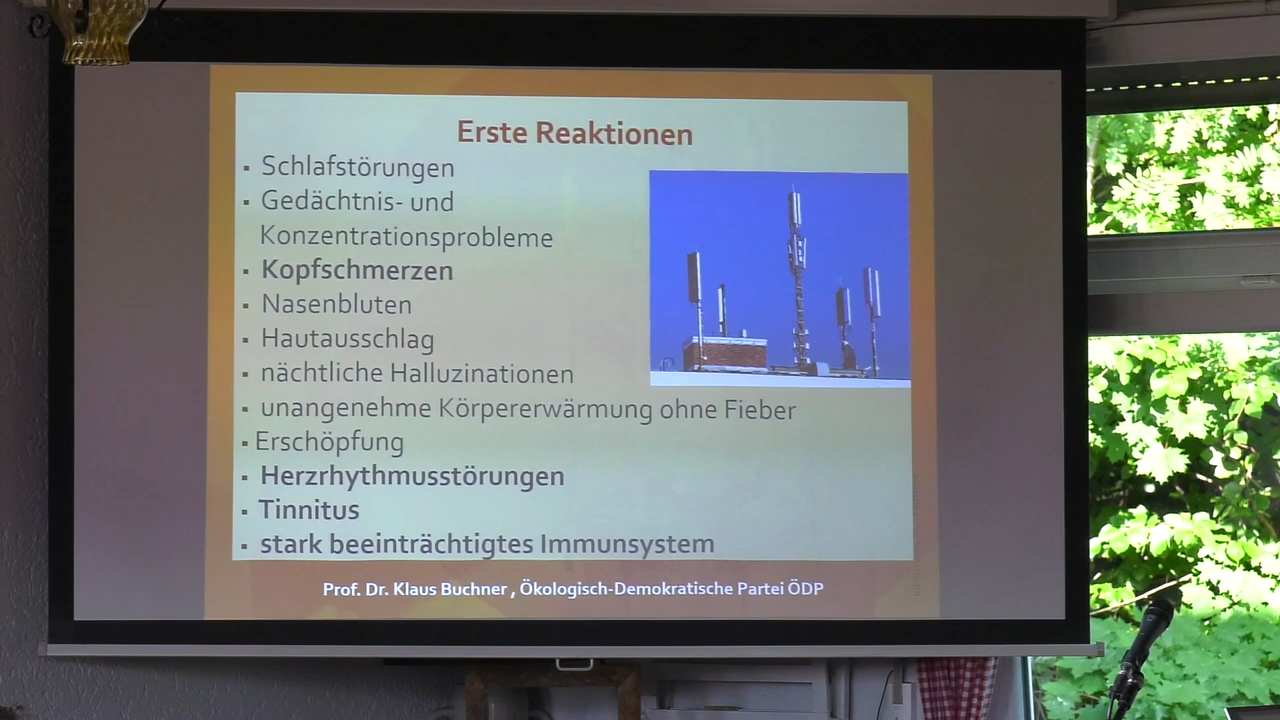 Erste Reaktionen
▪ Schlafstörungen
▪ Gedächtnis- und
Konzentrationsprobleme
▪ Kopfschmerzen
▪ Nasenbluten
▪ Hautausschlag
▪ nächtliche Halluzinationen
▪ unangenehme Körpererwärmung ohne Fieber
▪ Erschöpfung
▪ Herzrhythmusstörungen
▪ Tinnitus
▪ stark beeinträchtigtes Immunsystem
Prof. Dr. Klaus Buchner , Ökologisch-Demokratische Partei ÖDP